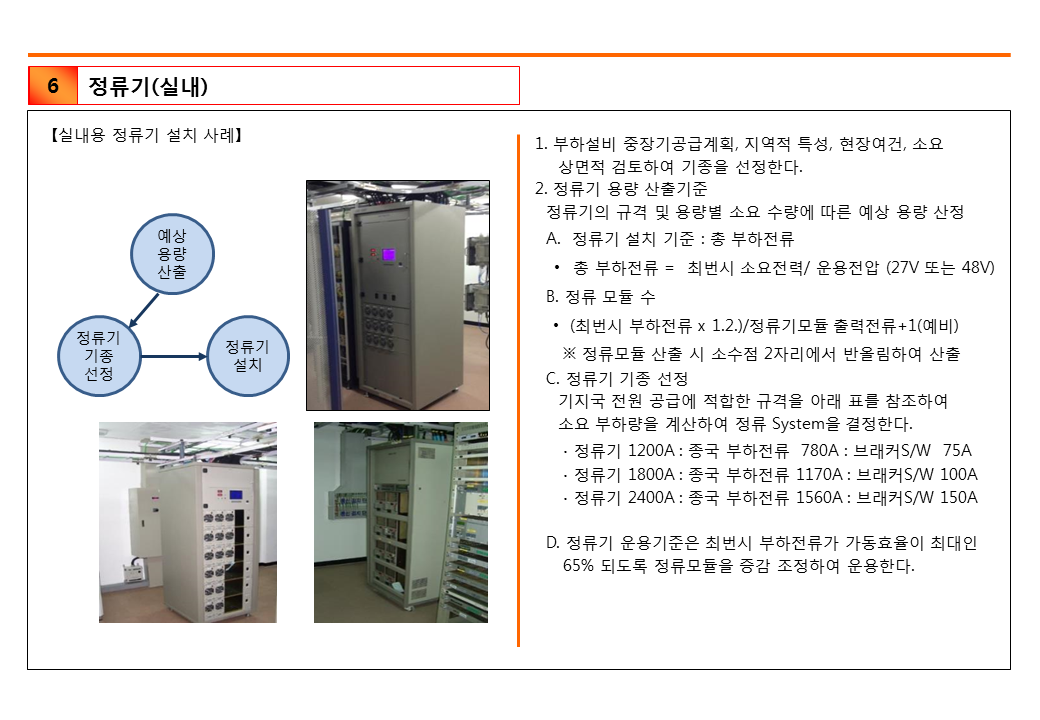 6 정류기(실내)
【실내용 정류기 설치 사례】
예상
용량
산출
정류기
기종
선정
정류기
설치
1. 부하설비 중장기공급계획, 지역적 특성, 현장여건, 소요
상면적 검토하여 기종을 선정한다.
2. 정류기 용량 산출기준
정류기의 규격 및 용량별 소요 수량에 따른 예상 용량 산정
A. 정류기 설치 기준 : 총 부하전류
• 총 부하전류 = 최번시 소요전력/ 운용전압 (27V 또는 48V)
B. 정류 모듈 수
• (최번시 부하전류 x 1.2.)/정류기모듈 출력전류+1(예비)
※ 정류모듈 산출 시 소수점 2자리에서 반올림하여 산출
C. 정류기 기종 선정
기지국 전원 공급에 적합한 규격을 아래 표를 참조하여
소요 부하량을 계산하여 정류 System을 결정한다.
· 정류기 1200A : 종국 부하전류 780A : 브래커S/W 75A
· 정류기 1800A : 종국 부하전류 1170A : 브래커S/W 100A
· 정류기 2400A : 종국 부하전류 1560A : 브래커S/W 150A
D. 정류기 운용기준은 최번시 부하전류가 가동효율이 최대인
65% 되도록 정류모듈을 증감 조정하여 운용한다.